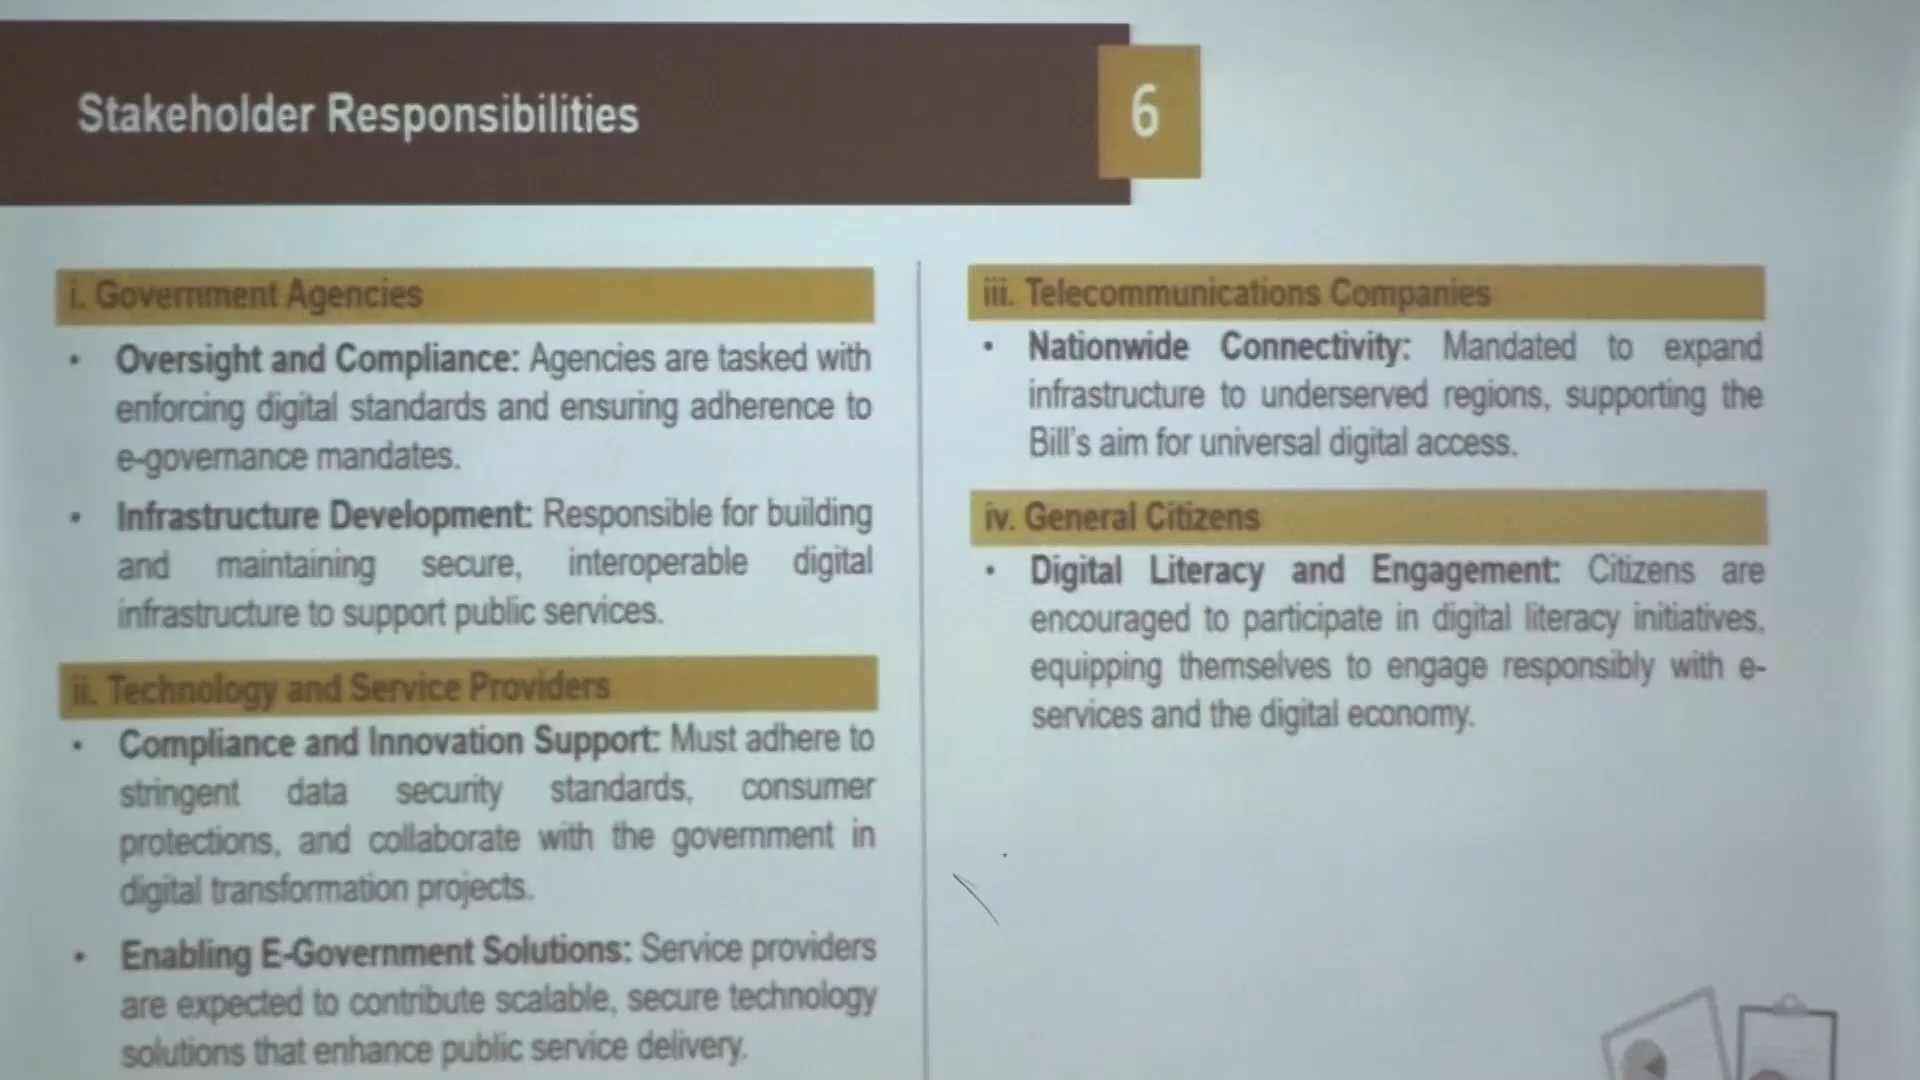 Stakeholder Responsibilities
6
i. Government Agencies
• Oversight and Compliance: Agencies are tasked with
enforcing digital standards and ensuring adherence to
e-governance mandates.
• Infrastructure Development: Responsible for building
and maintaining secure, interoperable digital
infrastructure to support public services.
ii. Technology and Service Providers
• Compliance and Innovation Support: Must adhere to
stringent data security standards, consumer
protections, and collaborate with the government in
digital transformation projects.
• Enabling E-Government Solutions: Service providers
are expected to contribute scalable, secure technology
solutions that enhance public service delivery.
iii. Telecommunications Companies
• Nationwide Connectivity: Mandated to expand
infrastructure to underserved regions, supporting the
Bill's aim for universal digital access.
iv. General Citizens
• Digital Literacy and Engagement: Citizens are
encouraged to participate in digital literacy initiatives,
equipping themselves to engage responsibly with e-
services and the digital economy.